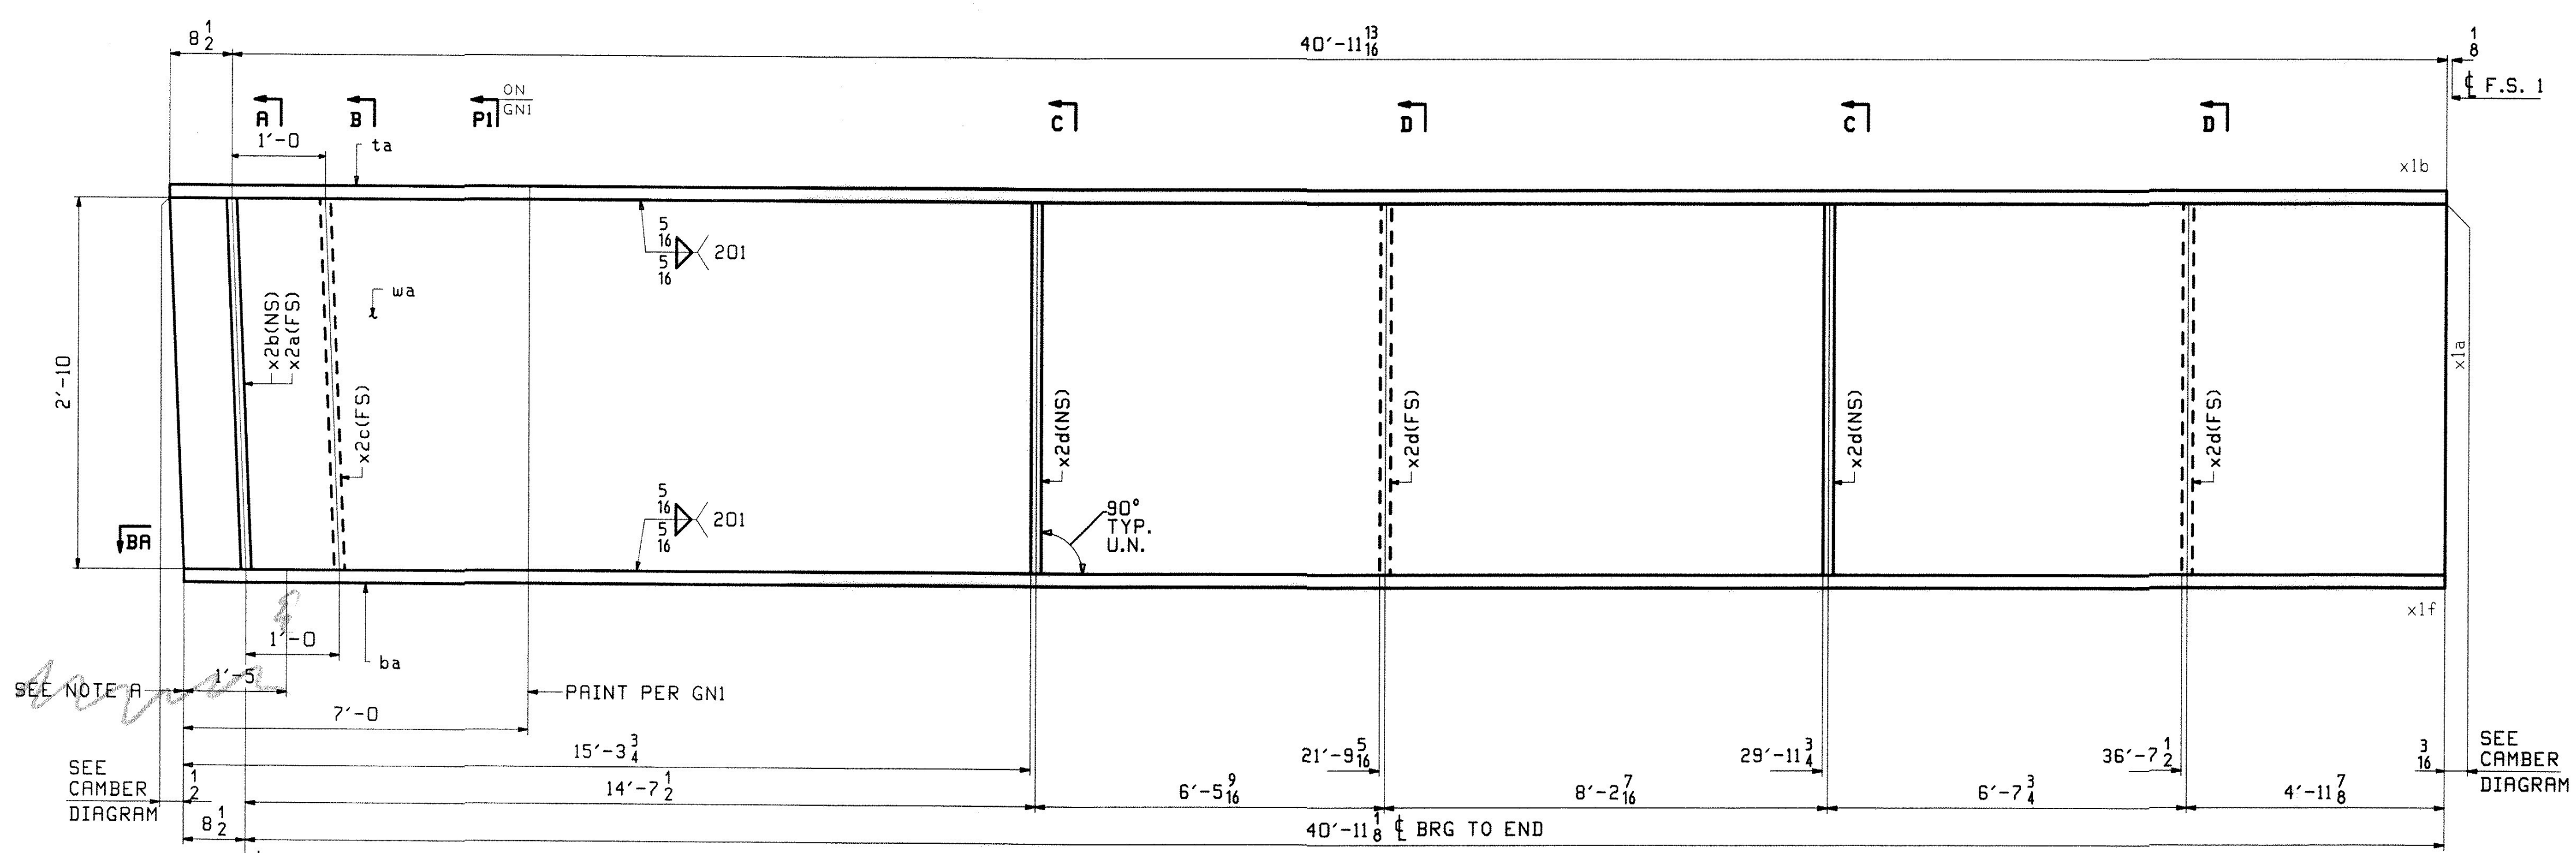 8 1/2
40'-11 13/16
1/8
℄ F.S. 1
A
B
P1
ON
GN1
C
D
C
D
1'-0
ta
x1b
5/16
5/16
201
wa
x2b(NS)
x2a(FS)
x2c(FS)
2'-10
x2d(NS)
x2d(FS)
x2d(NS)
x2d(FS)
x1a
5/16
5/16
201
90°
TYP.
U.N.
BA
x1f
1'-0
ba
SEE NOTE A
1'-5
PAINT PER GN1
7'-0
15'-3 3/4
21'-9 5/16
29'-11 3/4
36'-7 1/2
3/16
SEE
CAMBER
DIAGRAM
SEE
CAMBER
DIAGRAM
1/2
14'-7 1/2
6'-5 9/16
8'-2 7/16
6'-7 3/4
4'-11 7/8
8 1/2
40'-11 1/8 ℄ BRG TO END